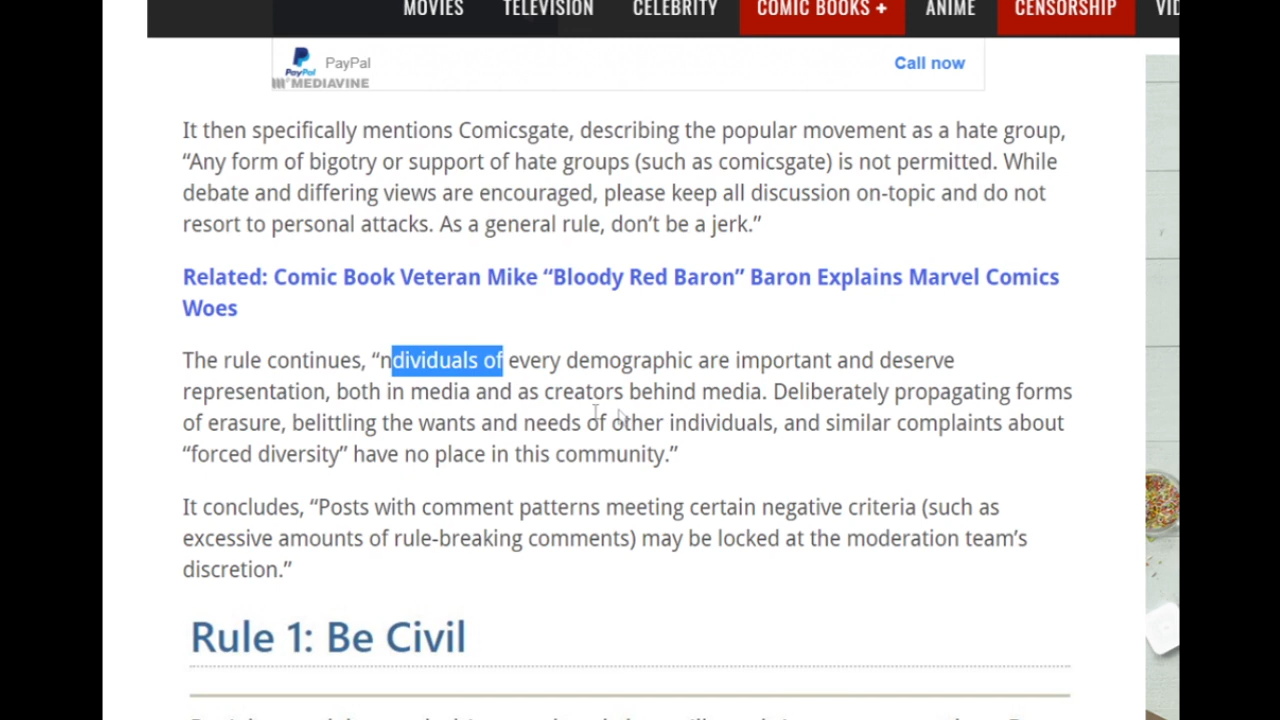 MOVIES TELEVISION CELEBRITY COMIC BOOKS + ANIME CENSORSHIP
PayPal PayPal Call now
MEDIAVINE
It then specifically mentions Comicsgate, describing the popular movement as a hate group,
“Any form of bigotry or support of hate groups (such as comicsgate) is not permitted. While
debate and differing views are encouraged, please keep all discussion on-topic and do not
resort to personal attacks. As a general rule, don’t be a jerk.”
Related: Comic Book Veteran Mike “Bloody Red Baron” Baron Explains Marvel Comics
Woes
The rule continues, “ndividuals of every demographic are important and deserve
representation, both in media and as creators behind media. Deliberately propagating forms
of erasure, belittling the wants and needs of other individuals, and similar complaints about
“forced diversity” have no place in this community.”
It concludes, “Posts with comment patterns meeting certain negative criteria (such as
excessive amounts of rule-breaking comments) may be locked at the moderation team’s
discretion.”
Rule 1: Be Civil